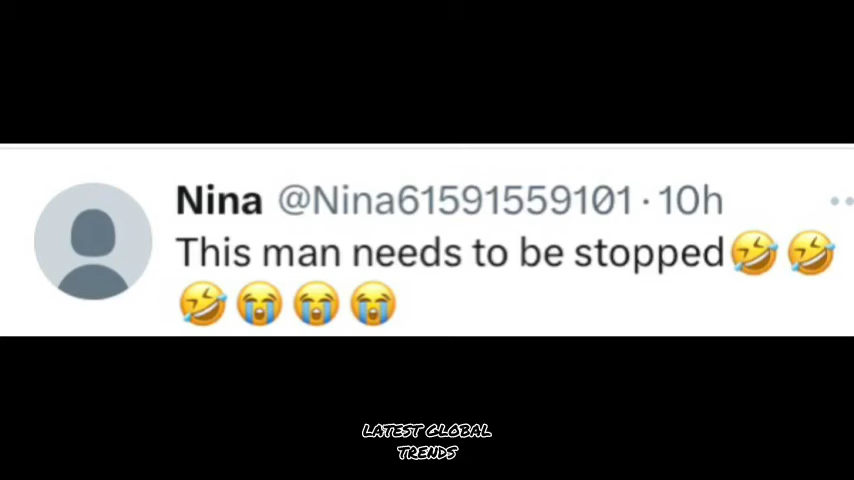 Nina @Nina61591559101 · 10h
This man needs to be stopped🤣🤣
🤣😭😭😭
LATEST GLOBAL
TRENDS